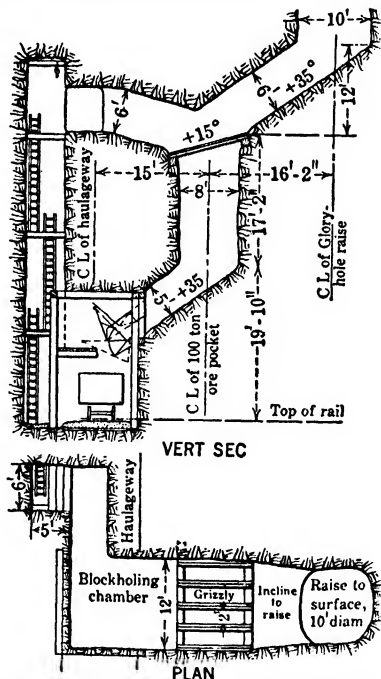 10'
6'
9'
+35°
12'
+15°
15'
16'-2"
8'
C L of haulageway
17'-2"
C L of Glory-
hole raise
5'
+35
C L of 100 ton
ore pocket
19'-10"
Top of rail
VERT SEC
6'
5'
Haulageway
Blockholing
chamber
12'
Grizzly
2'
Incline
to
raise
Raise to
surface,
10' diam
PLAN